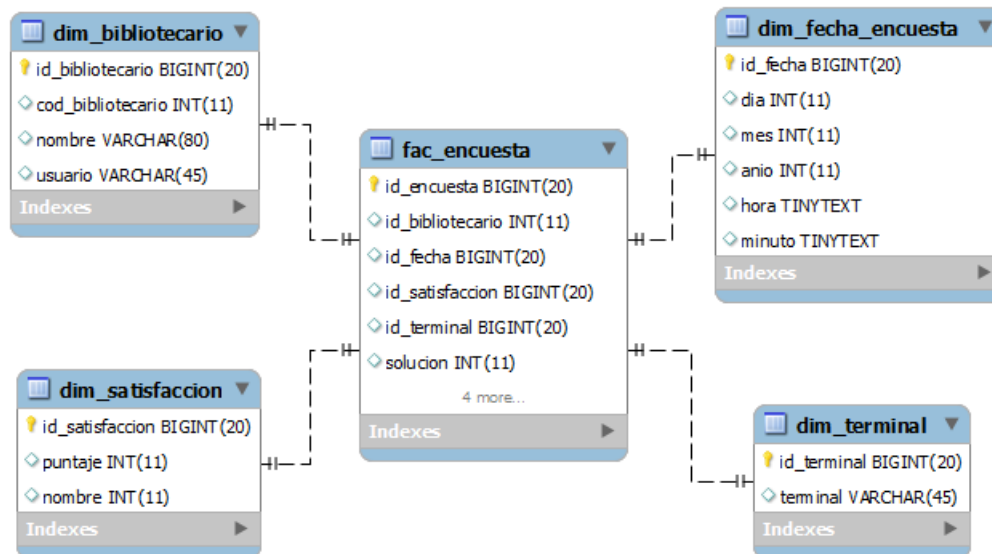 dim_bibliotecario
id_bibliotecario BIGINT(20)
cod_bibliotecario INT(11)
nombre VARCHAR(80)
usuario VARCHAR(45)
Indexes
dim_fecha_encuesta
id_fecha BIGINT(20)
dia INT(11)
mes INT(11)
anio INT(11)
hora TINYTEXT
minuto TINYTEXT
Indexes
fac_encuesta
id_encuesta BIGINT(20)
id_bibliotecario INT(11)
id_fecha BIGINT(20)
id_satisfaccion BIGINT(20)
id_terminal BIGINT(20)
solucion INT(11)
4 more...
Indexes
dim_satisfaccion
id_satisfaccion BIGINT(20)
puntaje INT(11)
nombre INT(11)
Indexes
dim_terminal
id_terminal BIGINT(20)
terminal VARCHAR(45)
Indexes